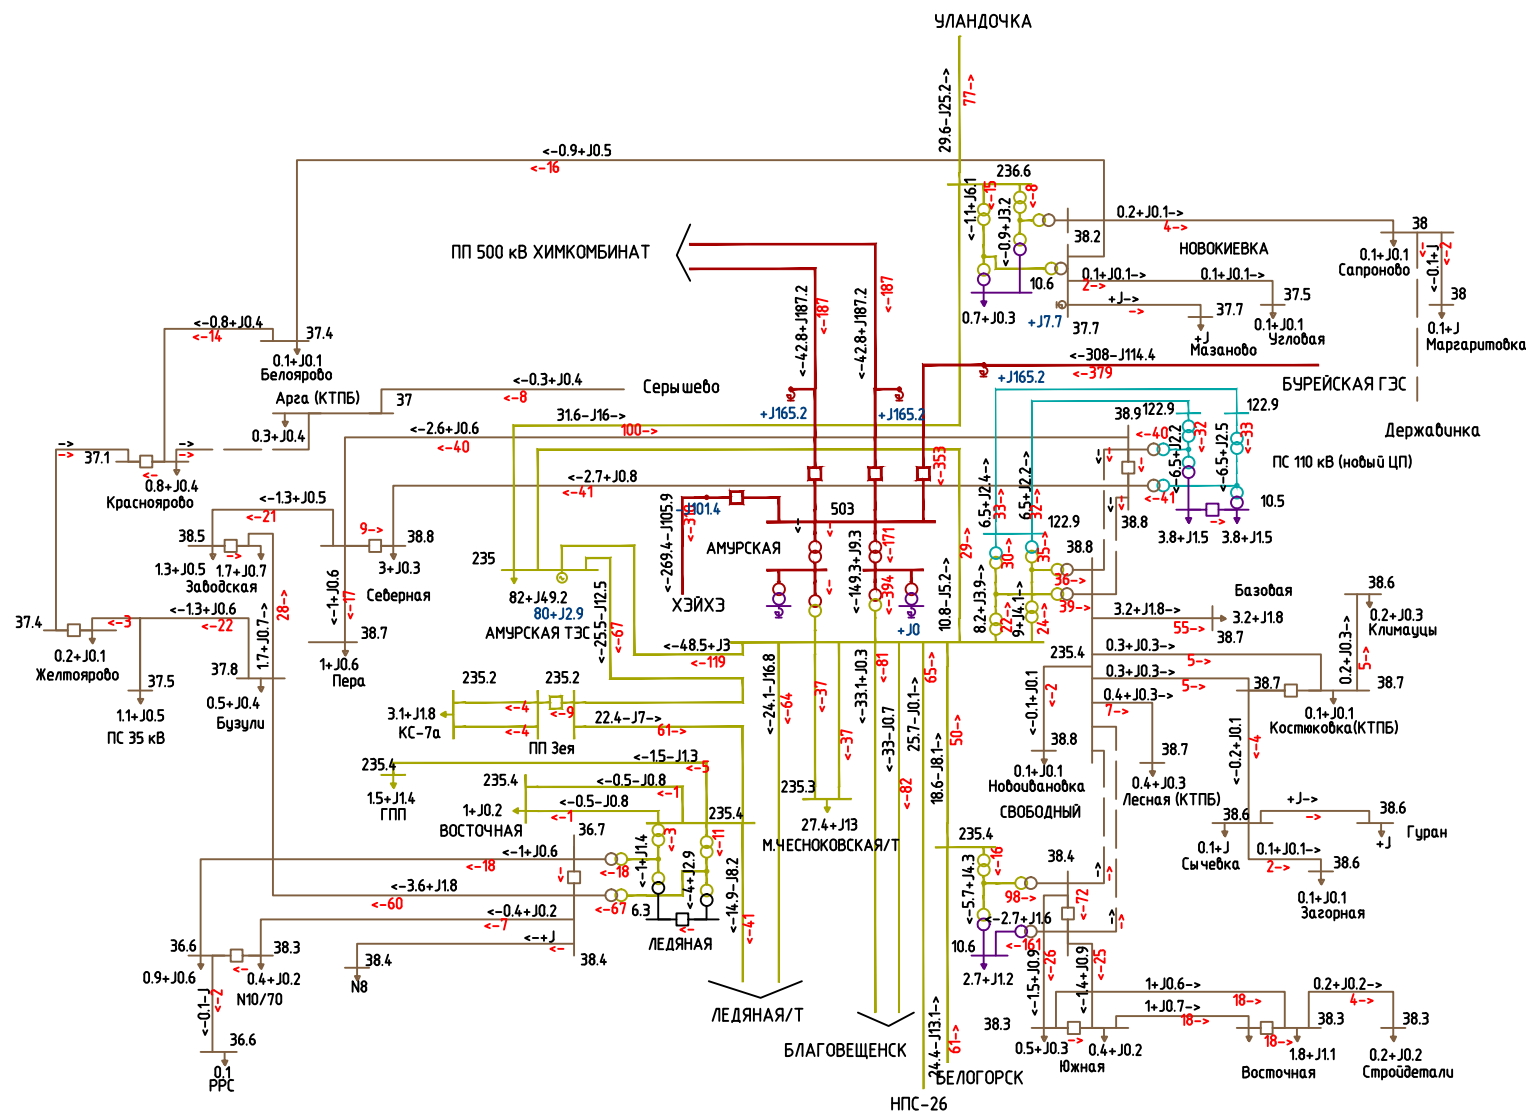 УЛАНДОЧКА
29.6-J25.2->
77->
<-0.9+J0.5
<-16
236.6
<-1.1+J6.1
<-15
<-0.9+J3.2
<-8
38.2
0.2+J0.1->
4->
38
0.1+J0.1
Сапроново
<-
<-0.1+J
<-2
38
0.1+J
Маргаритовка
НОВОКИЕВКА
ПП 500 кВ ХИМКОМБИНАТ
10.6
0.7+J0.3
+J7.7
0.1+J0.1->
2->
0.1+J0.1->
37.5
0.1+J0.1
Угловая
+J->
->
37.7
+J
Мазаново
37.7
<-42.8+J187.2
<-187
<-42.8+J187.2
<-187
<-0.8+J0.4
<-14
37.4
0.1+J0.1
Белоярово
<-308-J114.4
<-379
+J165.2
БУРЕЙСКАЯ ГЭС
Державинка
ПС 110 кВ (новый ЦП)
Арга (КТПБ)
37
<-0.3+J0.4
<-8
Серышево
0.3+J0.4
31.6-J16->
100->
+J165.2
+J165.2
<-2.6+J0.6
<-40
38.9
<-40
122.9
122.9
<-6.5+J2.2
<-32
<-6.5+J2.5
<-33
->
->
37.1
<-
->
->
0.8+J0.4
Красноярово
<-2.7+J0.8
<-41
<-353
6.5+J2.4->
33->
6.5+J2.2->
32->
<-
<-
<-
<-41
38.8
10.5
->
3.8+J1.5
3.8+J1.5
<-1.3+J0.5
<-21
9->
38.8
3+J0.3
Северная
38.5
->
1.3+J0.5
1.7+J0.7
Заводская
<-269.4-J105.9
503
<-
<-
АМУРСКАЯ
<-171
<-149.3+J9.3
<-394
<-
ХЭЙХЭ
+J0
235
82+J49.2
80+J2.9
АМУРСКАЯ ТЭС
<-25.5-J12.5
<-67
29->
10.8-J5.2->
122.9
30->
35->
38.8
36->
39->
8.2+J3.9->
22->
9+J4.1->
24->
28->
1.7+J0.7->
<-1+J0.6
<-17
38.7
1+J0.6
Пера
37.4
<-3
<-1.3+J0.6
<-22
0.2+J0.1
Желтоярово
37.8
0.5+J0.4
Бузули
37.5
1.1+J0.5
ПС 35 кВ
<-48.5+J3
<-119
Базовая
3.2+J1.8->
55->
3.2+J1.8
38.7
38.6
0.2+J0.3
Климауцы
0.2+J0.3->
5->
0.3+J0.3->
5->
0.3+J0.3->
5->
0.4+J0.3->
7->
235.4
38.7
38.7
0.1+J0.1
Костюковка(КТПБ)
<-0.1+J0.1
<-2
38.8
0.1+J0.1
Новоивановка
38.7
0.4+J0.3
Лесная (КТПБ)
<-0.2+J0.1
<-4
СВОБОДНЫЙ
235.2
235.2
<-4
<-9
<-4
3.1+J1.8
КС-7а
ПП Зея
22.4-J7->
61->
<-24.1-J16.8
<-64
<-37
<-37
<-33.1+J0.3
<-81
<-33-J0.7
<-82
25.7-J0.1->
65->
18.6-J8.1->
50->
235.4
1.5+J1.4
ГПП
<-1.5-J1.3
<-5
235.4
<-0.5-J0.8
<-1
1+J0.2
<-0.5-J0.8
<-1
ВОСТОЧНАЯ
235.4
235.3
27.4+J13
М.ЧЕСНОКОВСКАЯ/Т
38.6
+J->
->
38.6
+J
Гуран
0.1+J
Сычевка
0.1+J0.1->
2->
38.6
0.1+J0.1
Загорная
36.7
<-1+J0.6
<-18
<-
<-18
<-1+J1.4
<-3
<-4+J2.9
<-11
<-3.6+J1.8
<-60
<-67
6.3
<-
ЛЕДЯНАЯ
<-14.9-J8.2
<-41
235.4
<-16
<-5.7+J4.3
98->
38.4
<-72
<-2.7+J1.6
<-161
<-
<-
<-
10.6
2.7+J1.2
<-0.4+J0.2
<-7
<-+J
<-
38.4
38.4
N8
36.6
38.3
<-
0.9+J0.6
0.4+J0.2
N10/70
<-0.1-J
<-2
36.6
0.1
РРС
ЛЕДЯНАЯ/Т
БЛАГОВЕЩЕНСК
24.4-J13.1->
61->
БЕЛОГОРСК
НПС-26
<-1.5+J0.9
<-26
<-1.4+J0.9
<-25
38.3
->
0.5+J0.3
0.4+J0.2
Южная
1+J0.6->
18->
1+J0.7->
18->
18->
38.3
1.8+J1.1
Восточная
0.2+J0.2->
4->
38.3
0.2+J0.2
Стройдетали